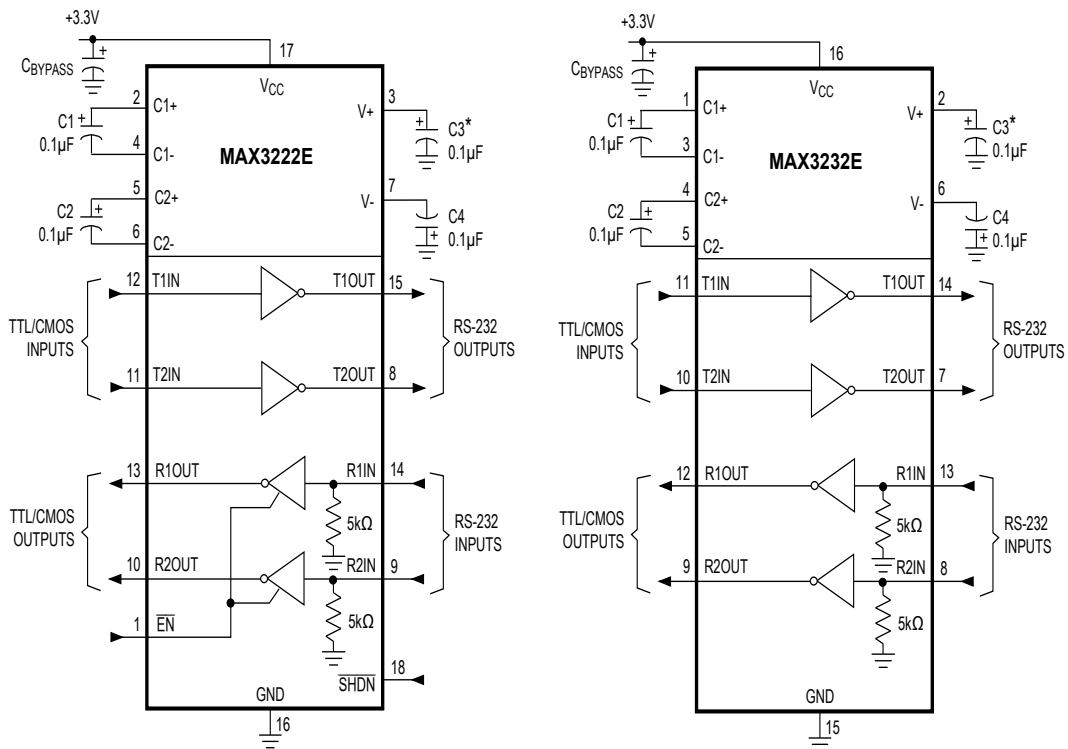 +3.3V
17
CBYPASS
+
VCC
2
C1+
V+
3
C1
0.1µF
+
+
C3*
0.1µF
4
C1-
MAX3222E
5
C2+
V-
7
C2
0.1µF
+
C4
0.1µF
+
6
C2-
12
T1IN
T1OUT
15
TTL/CMOS
INPUTS
RS-232
OUTPUTS
11
T2IN
T2OUT
8
13
R1OUT
R1IN
14
TTL/CMOS
OUTPUTS
5kΩ
RS-232
INPUTS
10
R2OUT
R2IN
9
1
EN
5kΩ
SHDN
18
GND
16
+3.3V
16
CBYPASS
+
VCC
1
C1+
V+
2
C1
0.1µF
+
+
C3*
0.1µF
3
C1-
MAX3232E
4
C2+
V-
6
C2
0.1µF
+
C4
0.1µF
+
5
C2-
11
T1IN
T1OUT
14
TTL/CMOS
INPUTS
RS-232
OUTPUTS
10
T2IN
T2OUT
7
12
R1OUT
R1IN
13
TTL/CMOS
OUTPUTS
5kΩ
RS-232
INPUTS
9
R2OUT
R2IN
8
5kΩ
GND
15